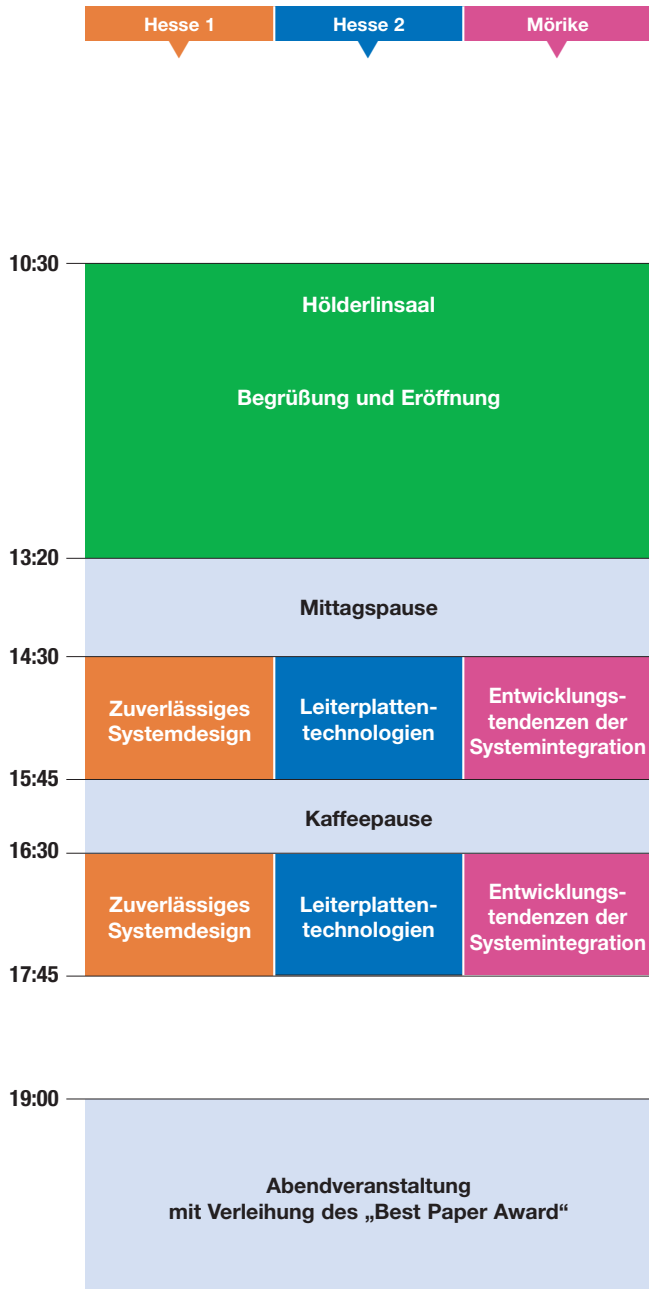 Hesse 1
Hesse 2
Mörike
10:30
Hölderlinsaal
Begrüßung und Eröffnung
13:20
Mittagspause
14:30
Zuverlässiges
Systemdesign
Leiterplatten-
technologien
Entwicklungs-
tendenzen der
Systemintegration
15:45
Kaffeepause
16:30
Zuverlässiges
Systemdesign
Leiterplatten-
technologien
Entwicklungs-
tendenzen der
Systemintegration
17:45
19:00
Abendveranstaltung
mit Verleihung des „Best Paper Award“